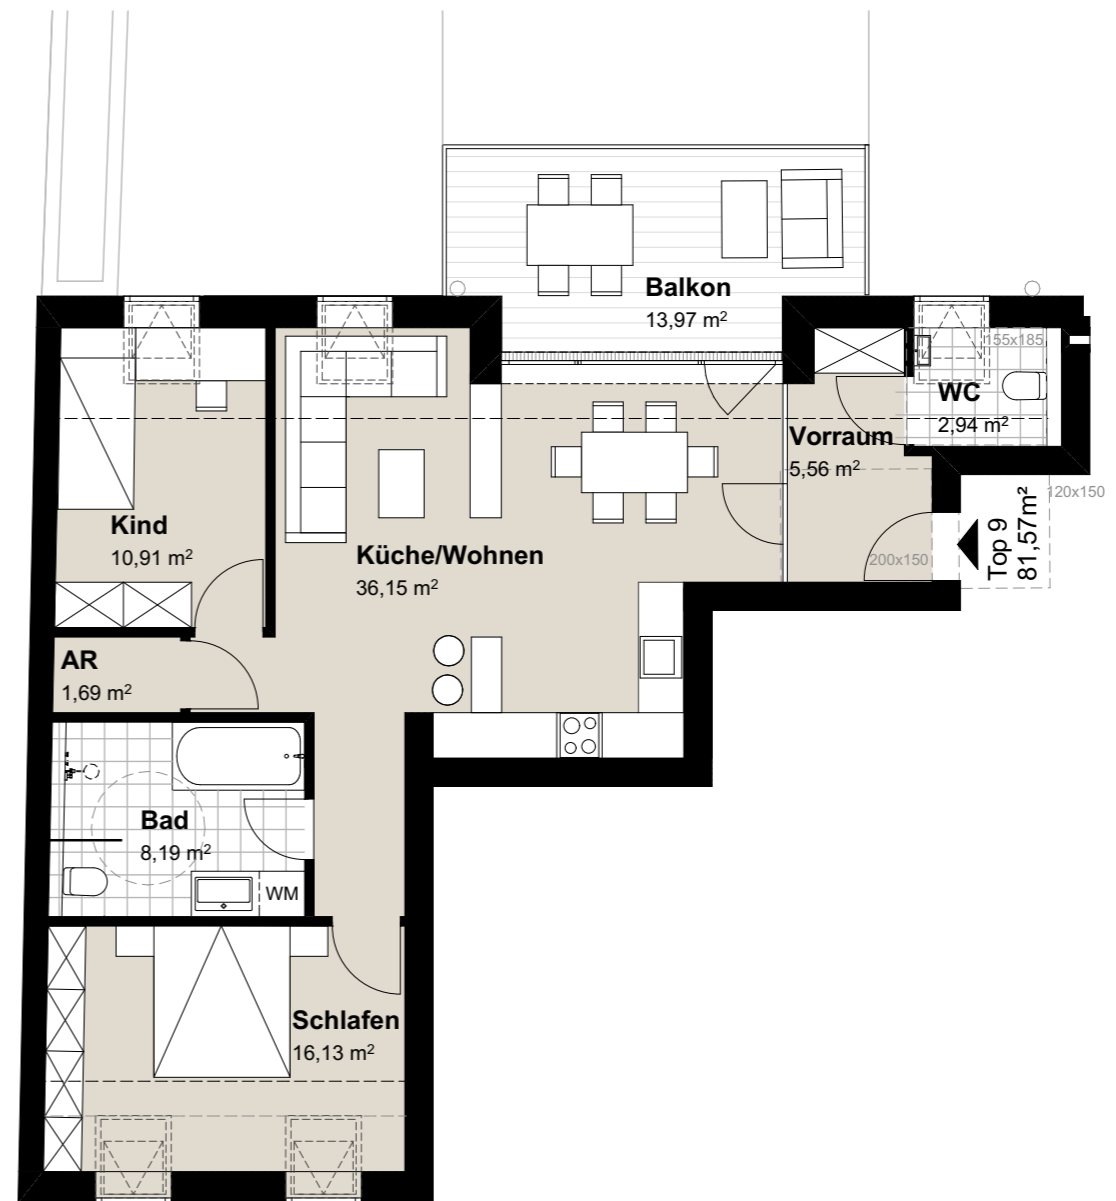 Balkon
13,97 m²
155x185
WC
2,94 m²
Vorraum
5,56 m²
120x150
Top 9
81,57m²
200x150
Kind
10,91 m²
Küche/Wohnen
36,15 m²
AR
1,69 m²
Bad
8,19 m²
WM
Schlafen
16,13 m²